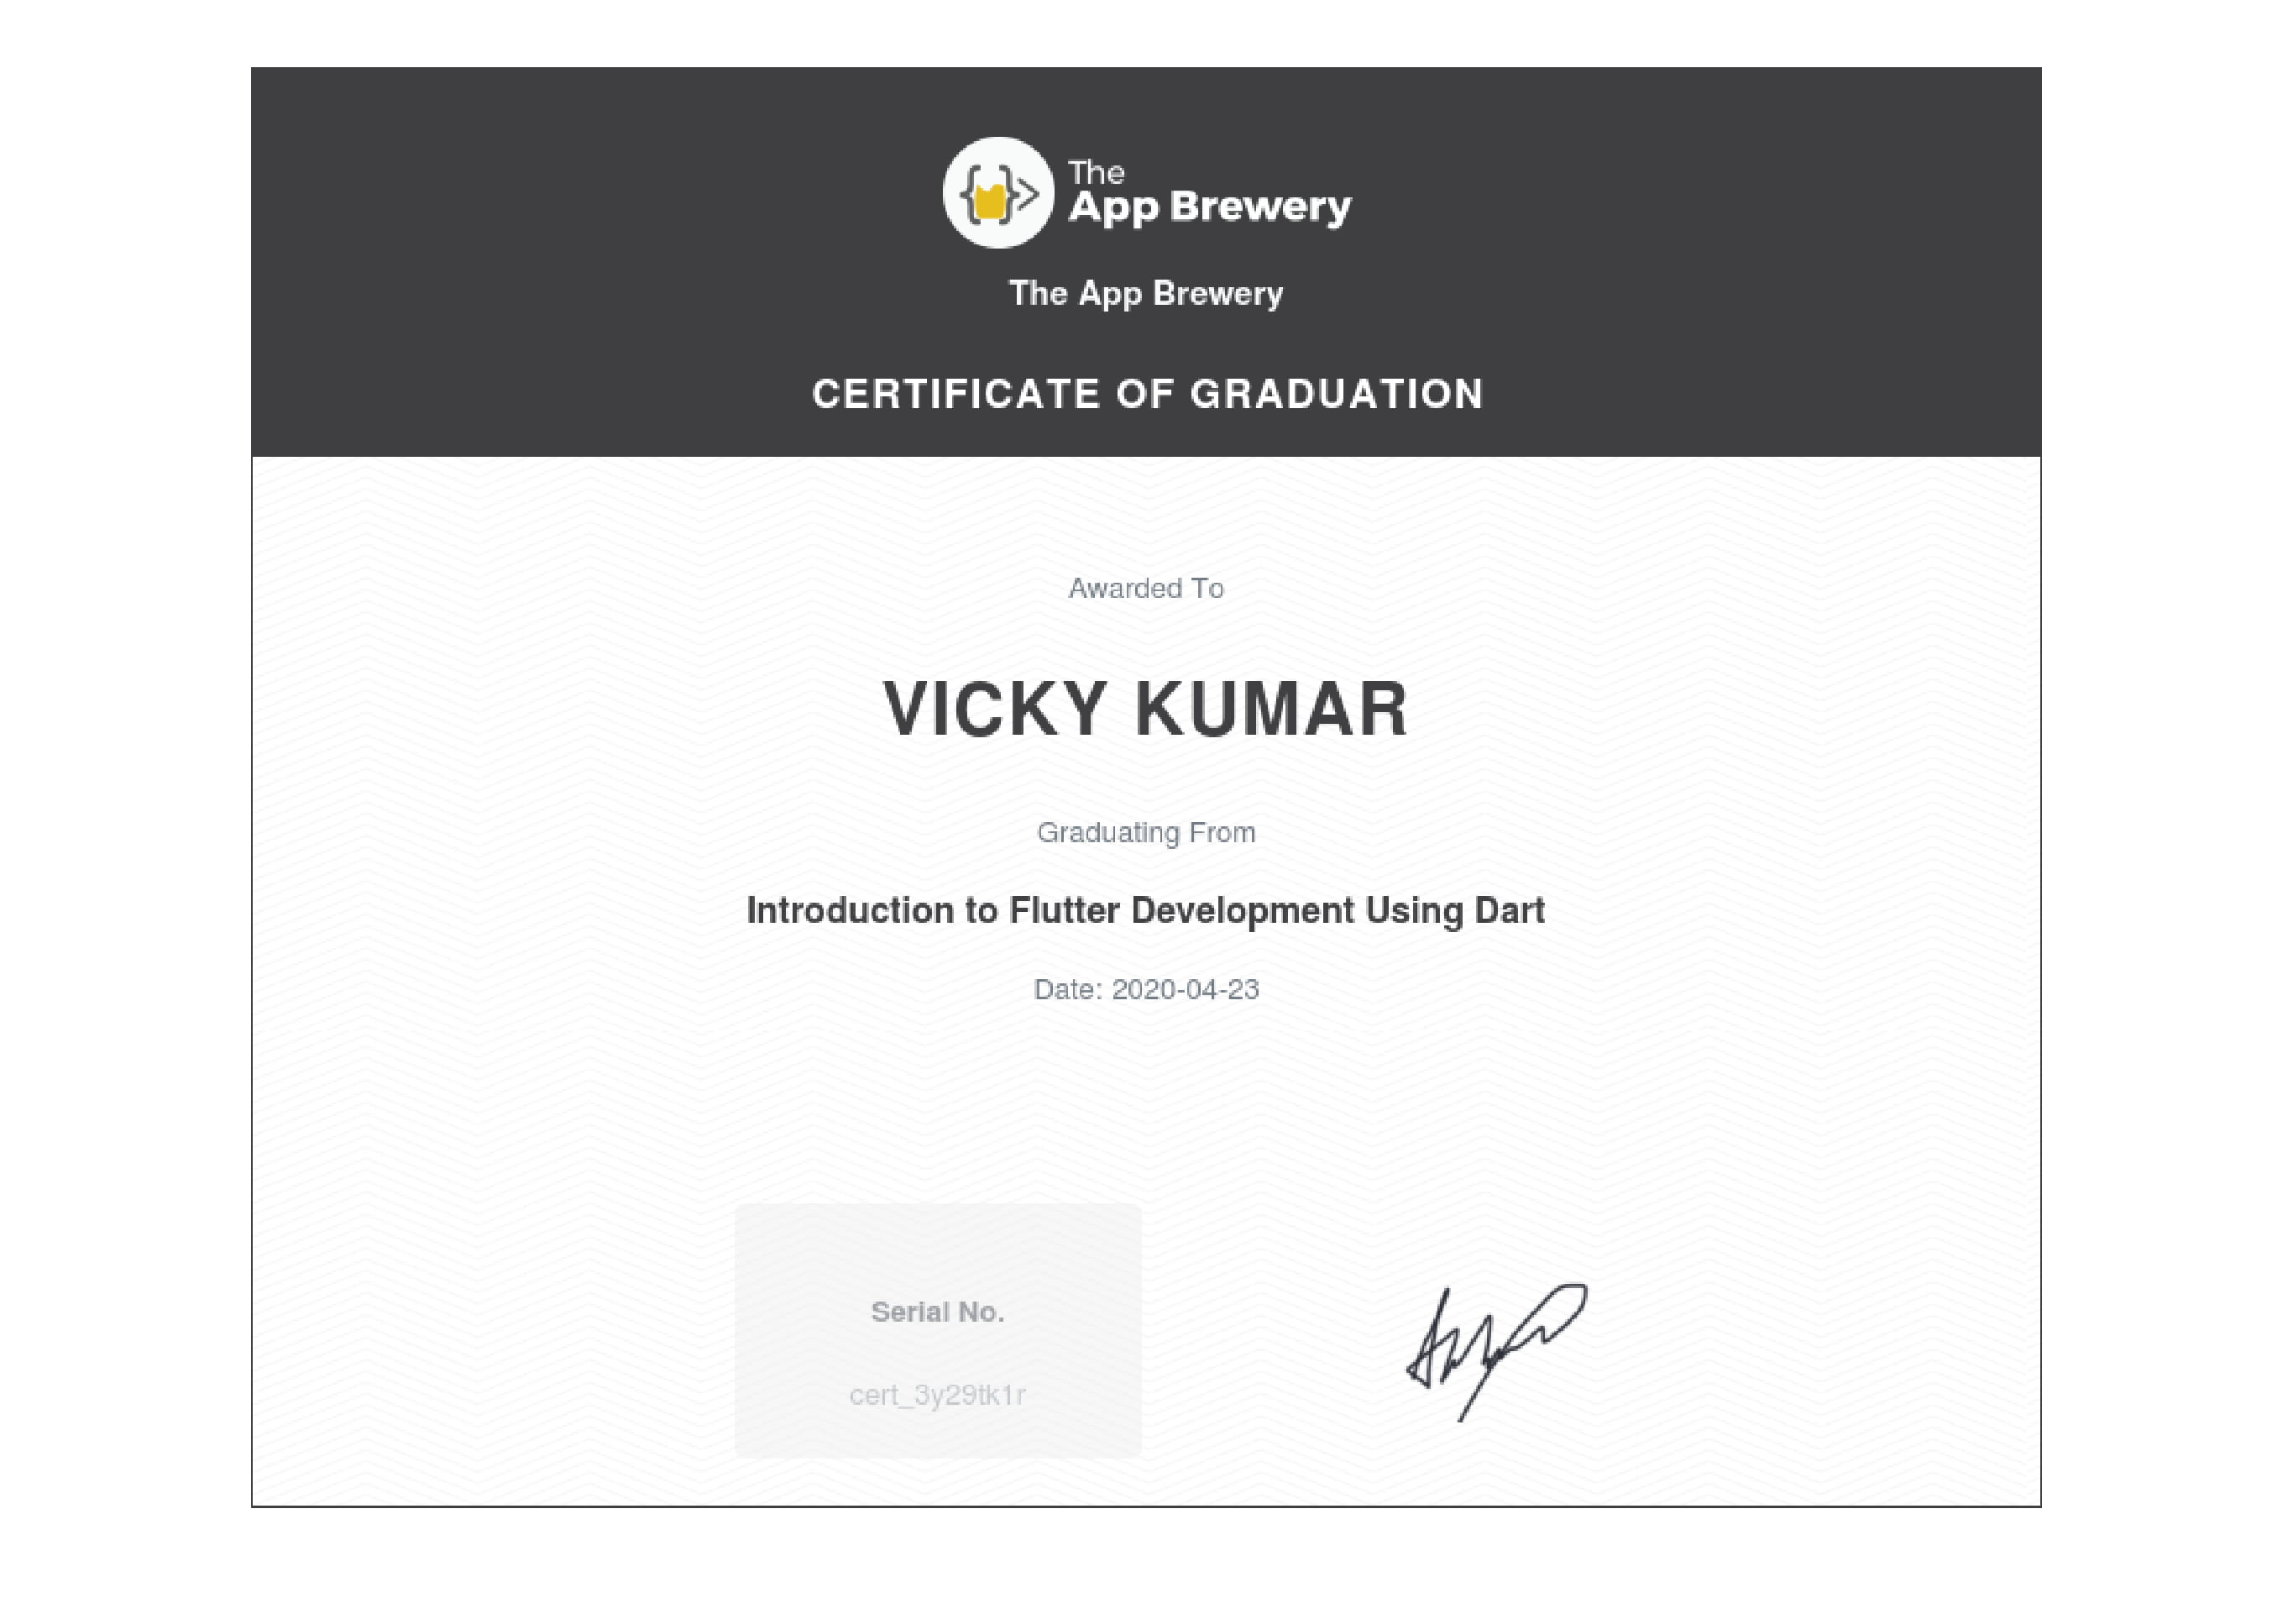 The
App Brewery
The App Brewery
CERTIFICATE OF GRADUATION
Awarded To
VICKY KUMAR
Graduating From
Introduction to Flutter Development Using Dart
Date: 2020-04-23
Serial No.
cert_3y29tk1r